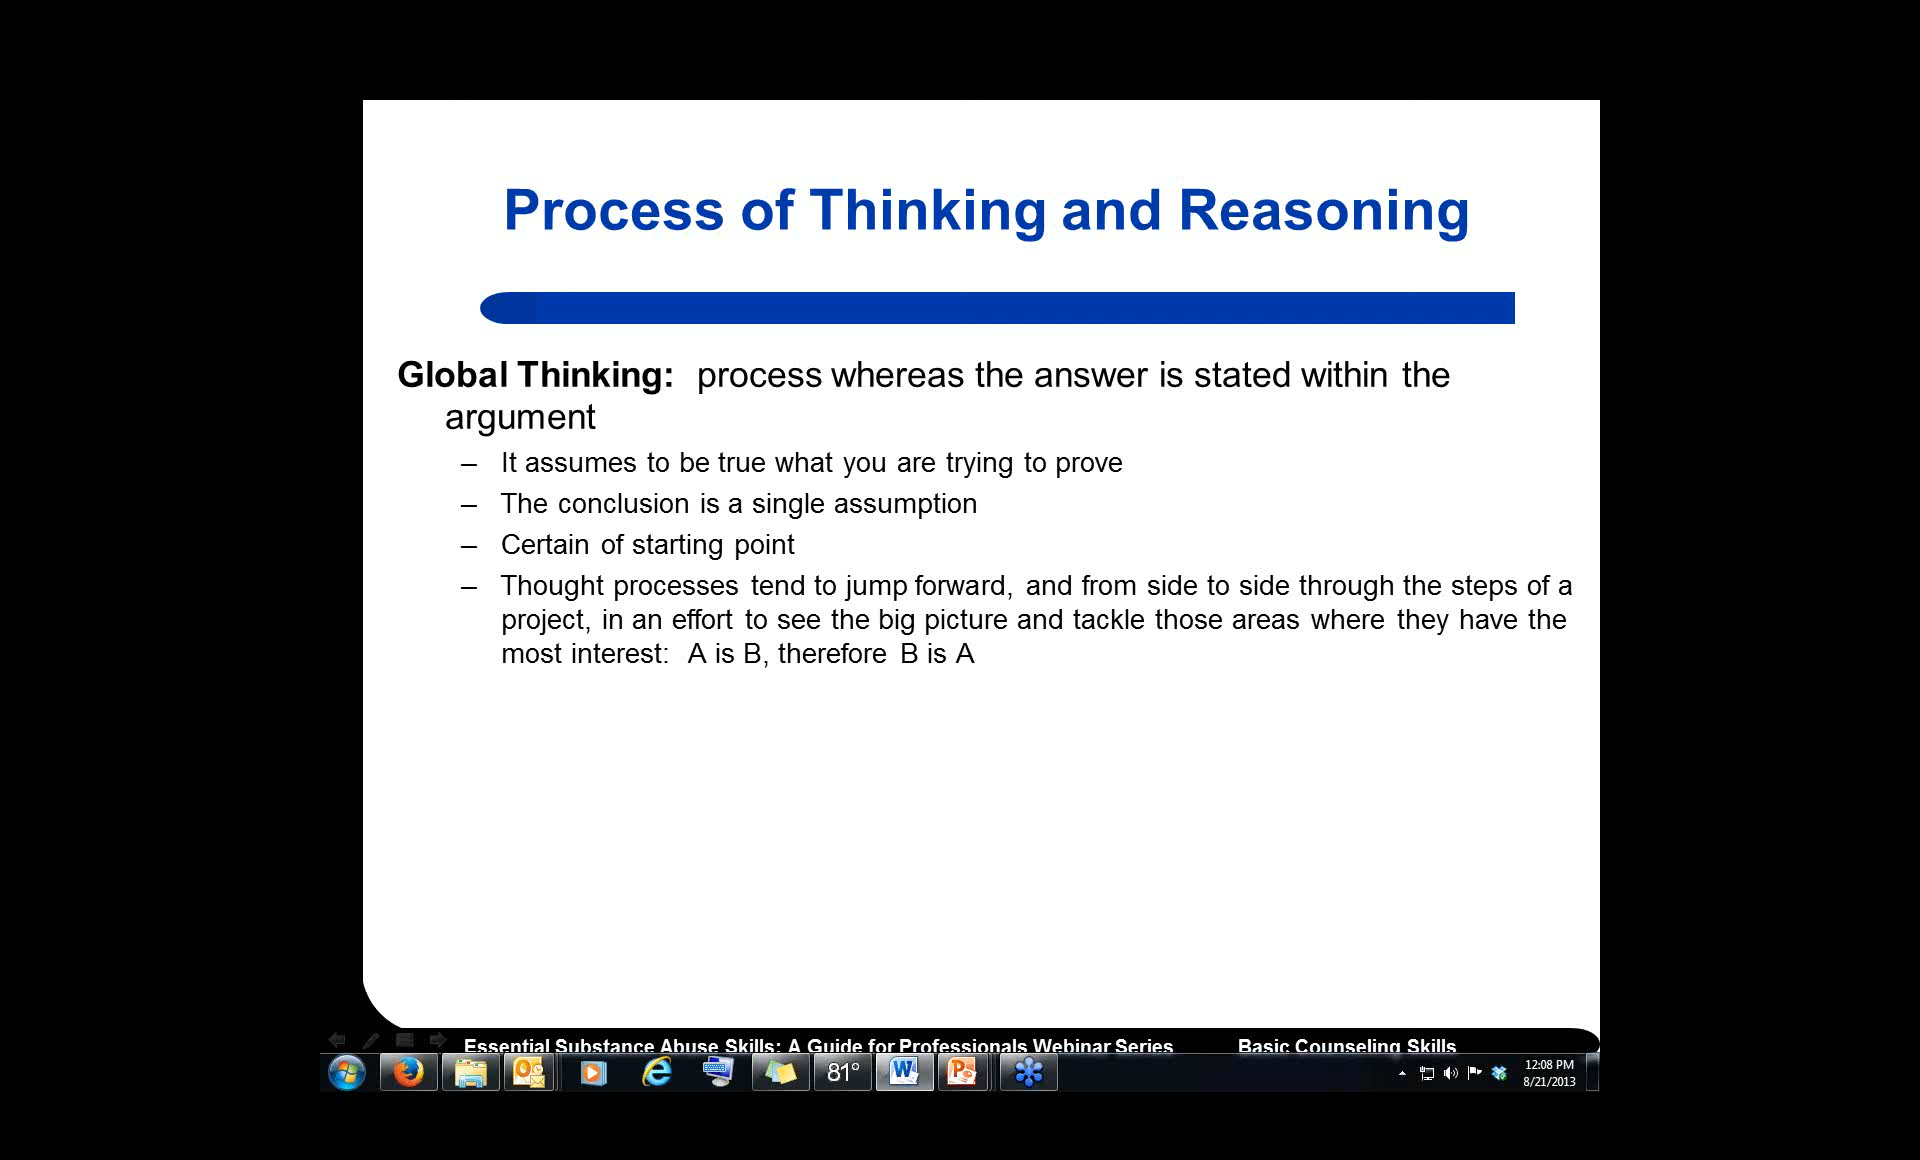 Process of Thinking and Reasoning
Global Thinking: process whereas the answer is stated within the
argument
– It assumes to be true what you are trying to prove
– The conclusion is a single assumption
– Certain of starting point
– Thought processes tend to jump forward, and from side to side through the steps of a
project, in an effort to see the big picture and tackle those areas where they have the
most interest: A is B, therefore B is A
Essential Substance Abuse Skills: A Guide for Professionals Webinar Series Basic Counseling Skills
81°
12:08 PM
8/21/2013